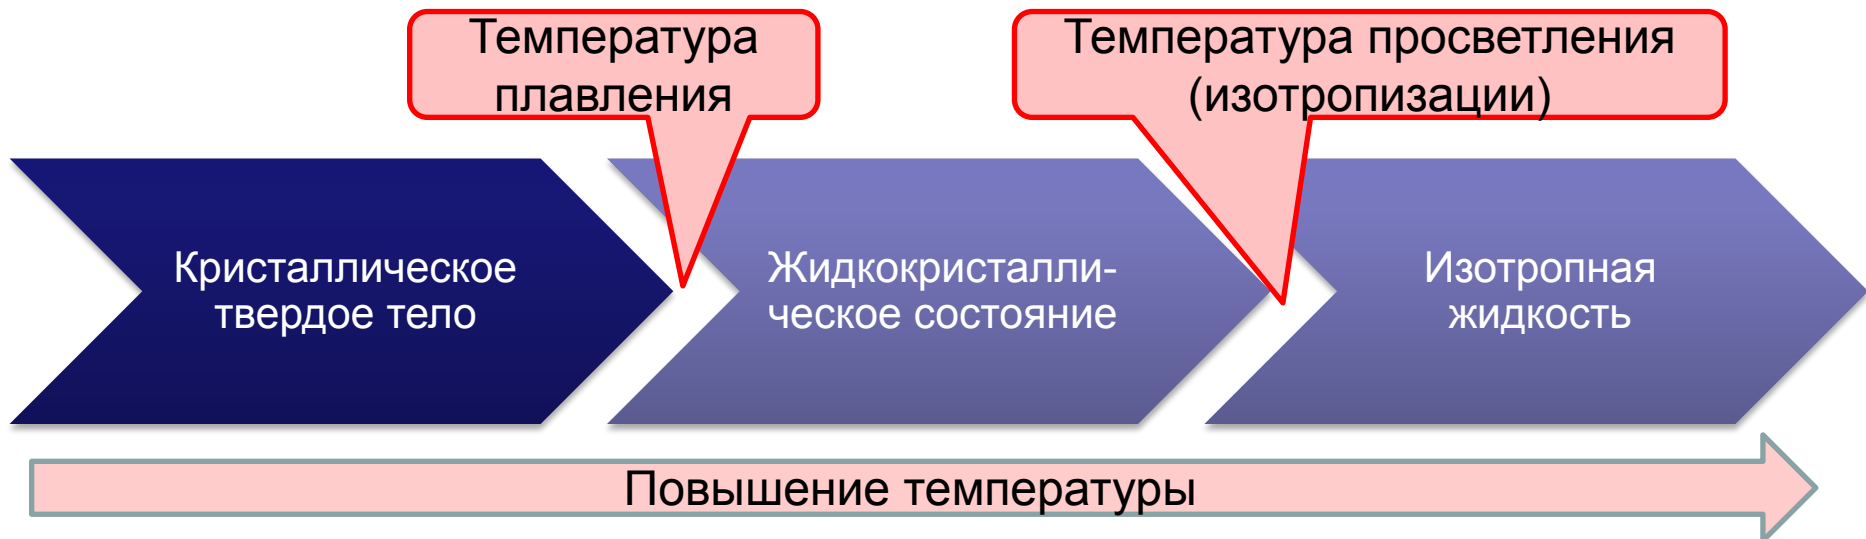 Температура
плавления
Температура просветления
(изотропизации)
Кристаллическое
твердое тело
Жидкокристалли-
ческое состояние
Изотропная
жидкость
Повышение температуры